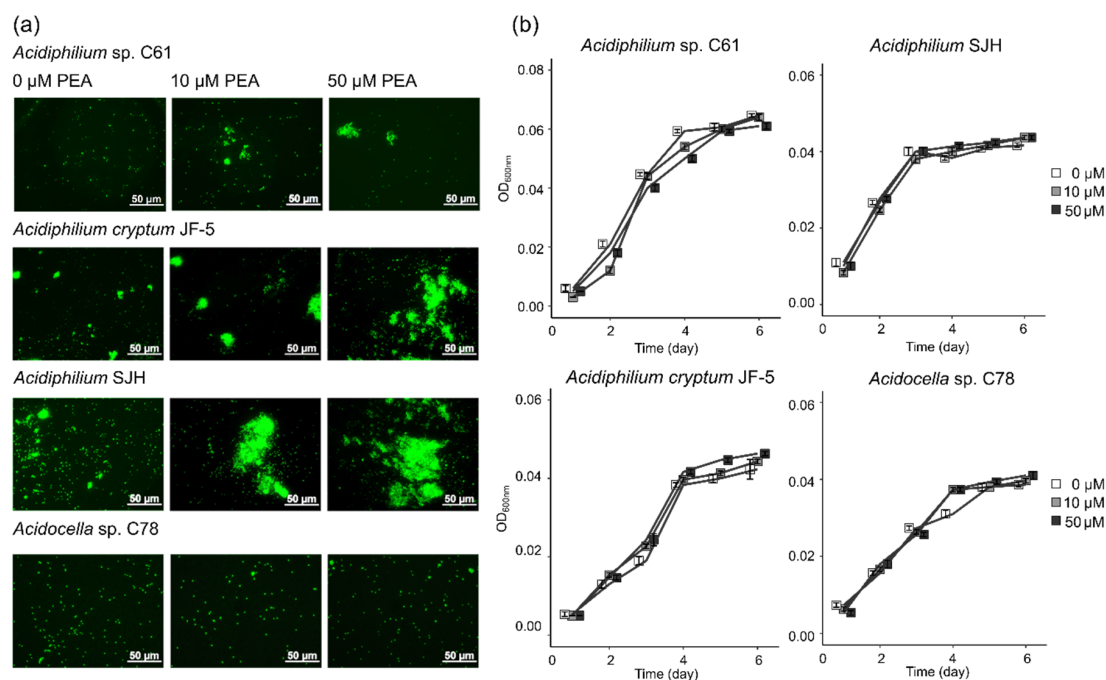 (a)
Acidiphilium sp. C61
0 µM PEA 10 µM PEA 50 µM PEA
50 µm 50 µm 50 µm
Acidiphilium cryptum JF-5
50 µm 50 µm 50 µm
Acidiphilium SJH
50 µm 50 µm 50 µm
Acidocella sp. C78
50 µm 50 µm 50 µm
(b)
Acidiphilium sp. C61
0.08
0.06
0.04
0.02
0.00
OD600nm
0 2 4 6
Time (day)
Acidiphilium SJH
0.06
0.04
0.02
0.00
0 2 4 6
Time (day)
0 µM
10 µM
50 µM
Acidiphilium cryptum JF-5
0.06
0.04
0.02
0.00
OD600nm
0 2 4 6
Time (day)
Acidocella sp. C78
0.06
0.04
0.02
0.00
0 2 4 6
Time (day)
0 µM
10 µM
50 µM